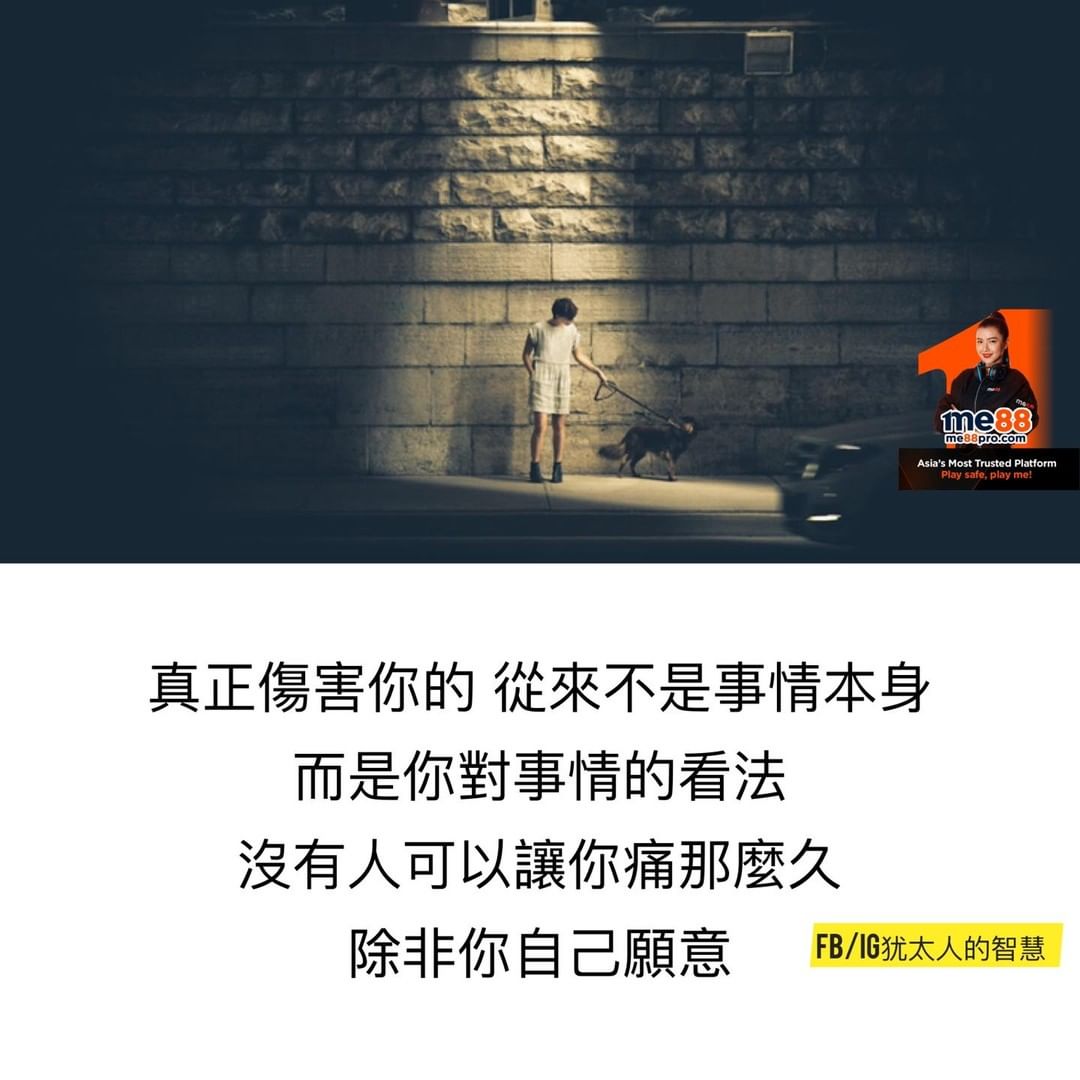 me88
me88
me88pro.com
Asia's Most Trusted Platform
Play safe, play me!
真正傷害你的 從來不是事情本身
而是你對事情的看法
沒有人可以讓你痛那麼久
除非你自己願意
FB/IG犹太人的智慧